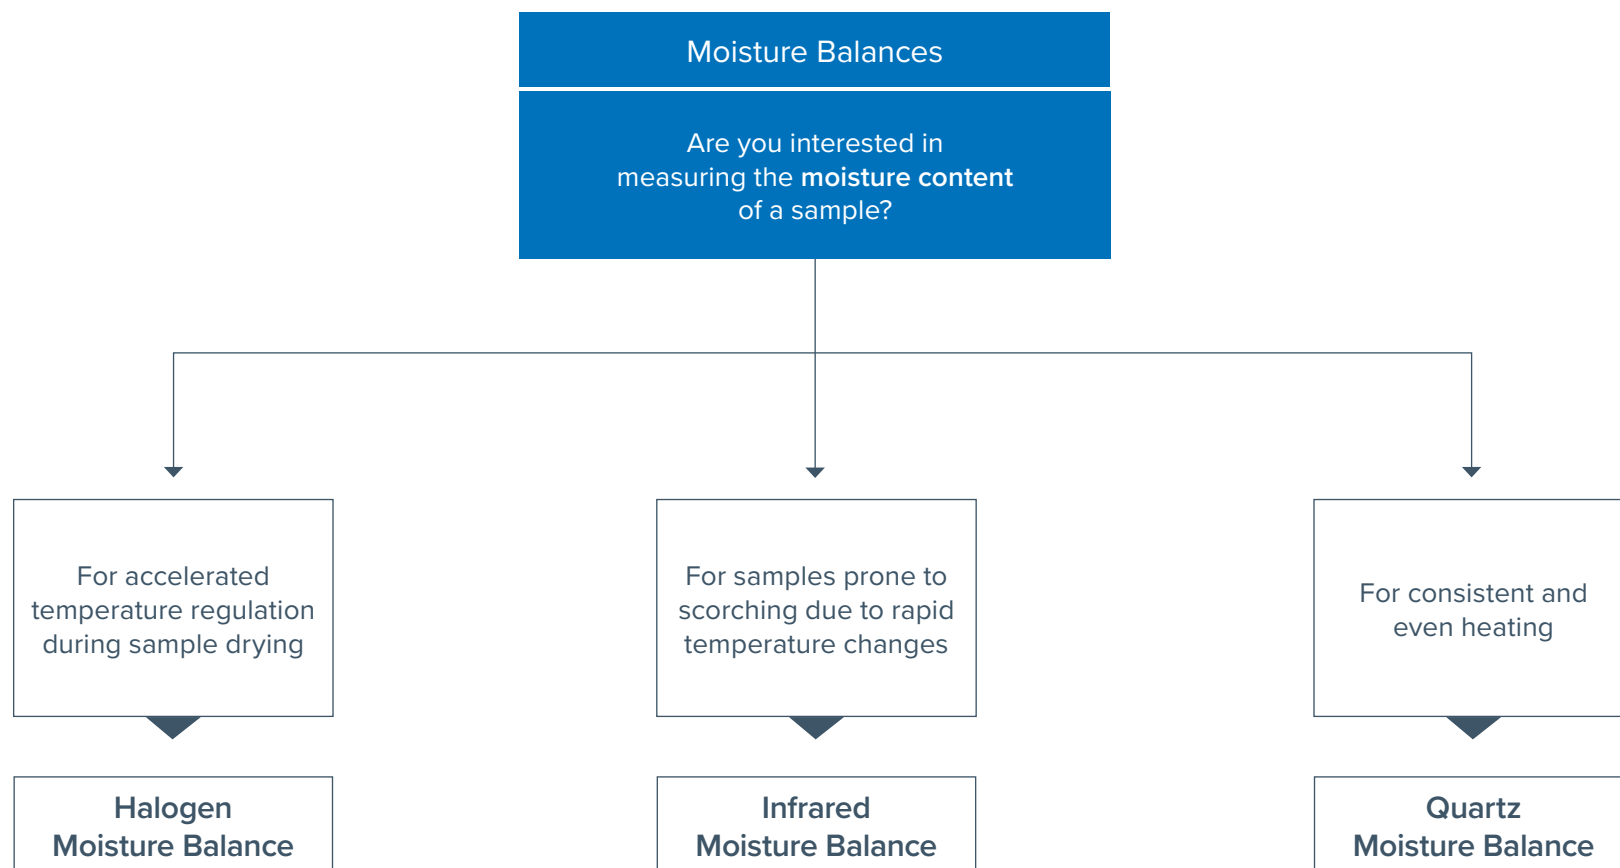 Moisture Balances
Are you interested in
measuring the moisture content
of a sample?
For accelerated
temperature regulation
during sample drying
For samples prone to
scorching due to rapid
temperature changes
For consistent and
even heating
Halogen
Moisture Balance
Infrared
Moisture Balance
Quartz
Moisture Balance